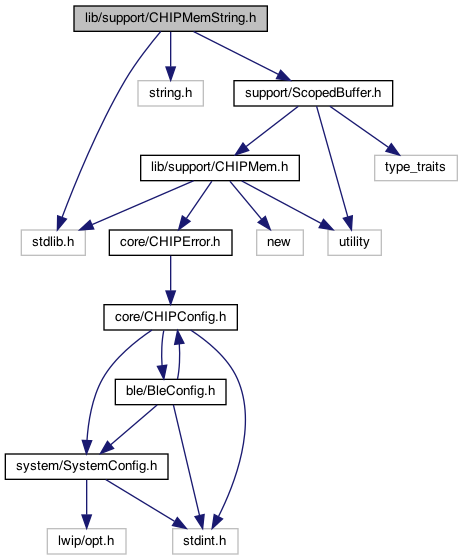 lib/support/CHIPMemString.h
string.h
support/ScopedBuffer.h
lib/support/CHIPMem.h
type_traits
stdlib.h
core/CHIPError.h
new
utility
core/CHIPConfig.h
ble/BleConfig.h
system/SystemConfig.h
lwip/opt.h
stdint.h